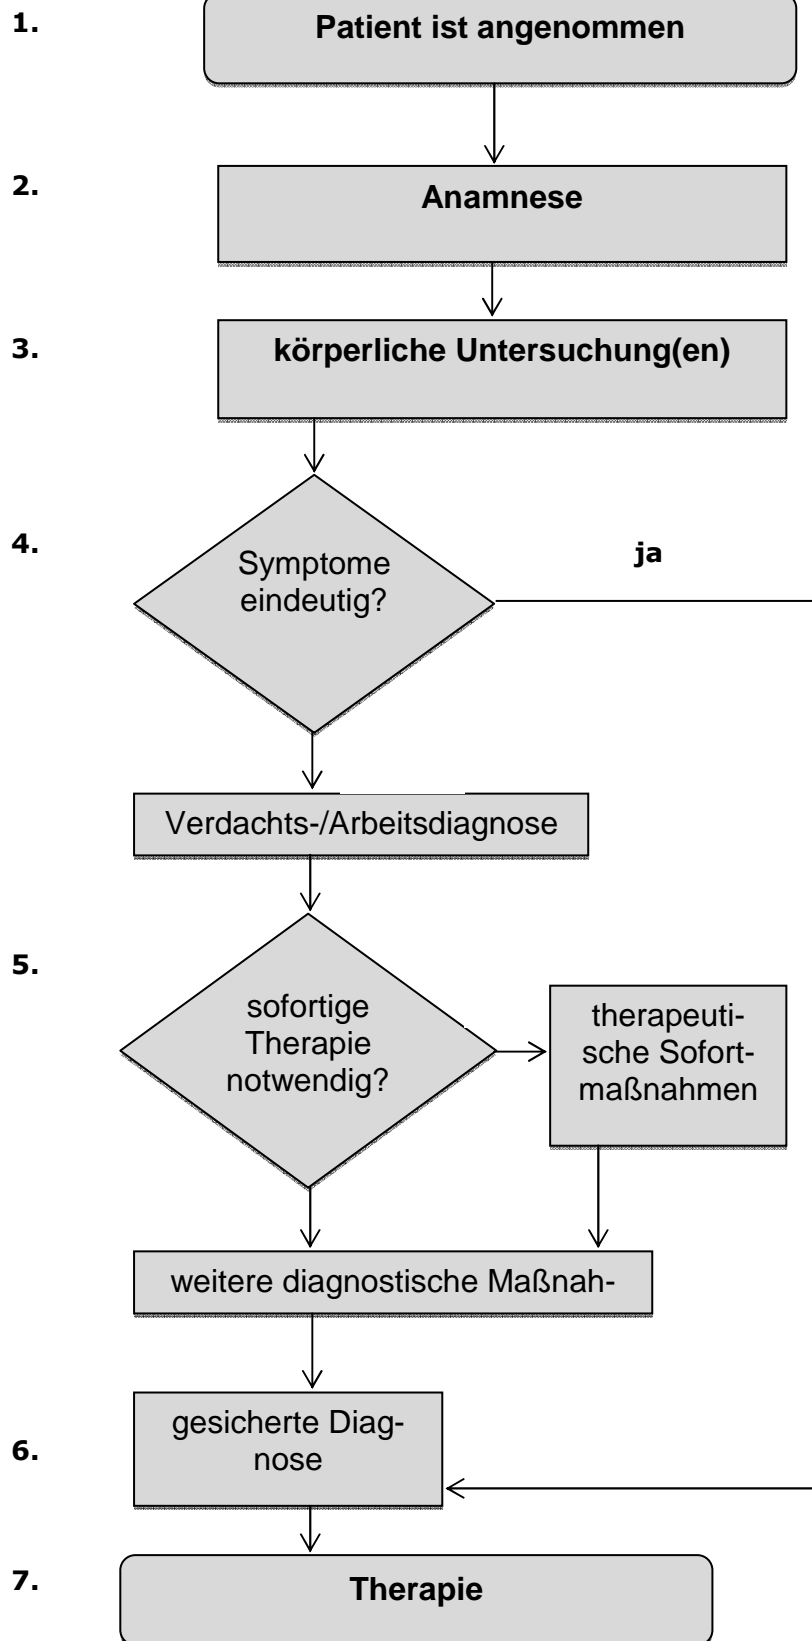 1.
Patient ist angenommen
2.
Anamnese
3.
körperliche Untersuchung(en)
4.
Symptome
eindeutig?
ja
Verdachts-/Arbeitsdiagnose
5.
sofortige
Therapie
notwendig?
therapeuti-
sche Sofort-
maßnahmen
weitere diagnostische Maßnah-
6.
gesicherte Diag-
nose
7.
Therapie